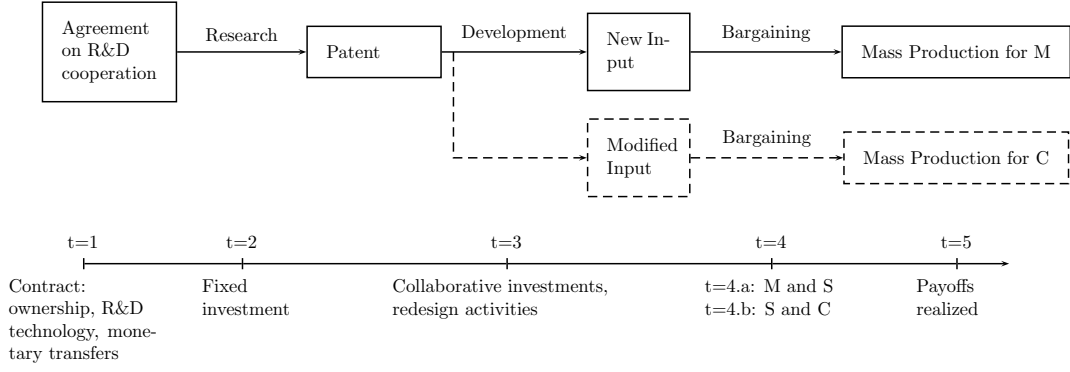 Agreement
on R&D
cooperation
Research
Patent
Development
New In-
put
Bargaining
Mass Production for M
Modified
Input
Bargaining
Mass Production for C
t=1
t=2
t=3
t=4
t=5
Contract:
ownership, R&D
technology, mone-
tary transfers
Fixed
investment
Collaborative investments,
redesign activities
t=4.a: M and S
t=4.b: S and C
Payoffs
realized